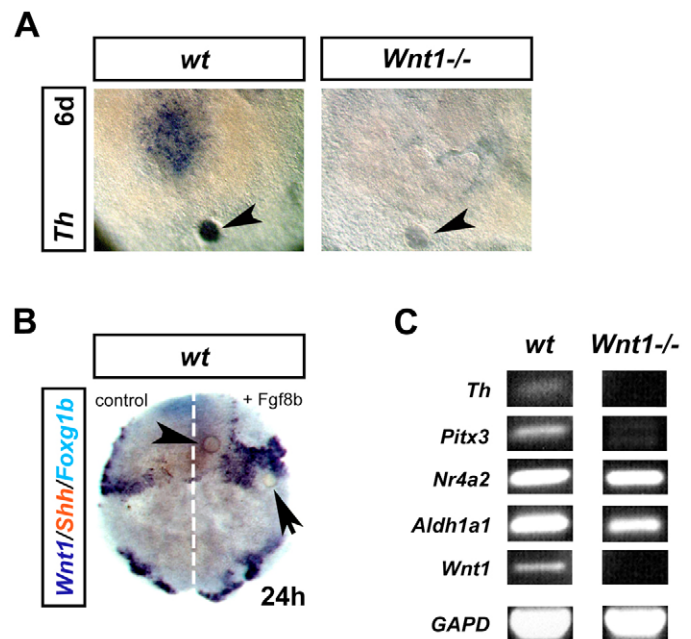 A
wt
Wnt1-/-
Th 6d
B
wt
control
+ Fgf8b
Wnt1/Shh/Foxg1b
24h
C
wt
Wnt1-/-
Th
Pitx3
Nr4a2
Aldh1a1
Wnt1
GAPD